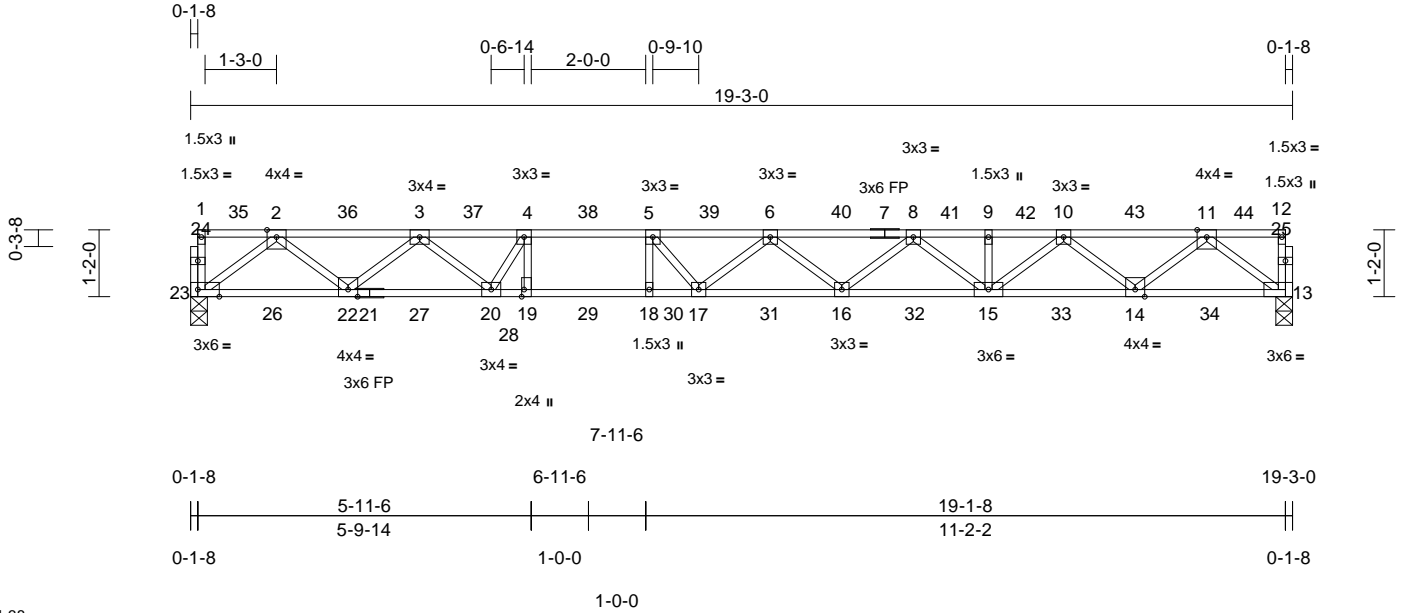 0-1-8
0-6-14 0-9-10 0-1-8
1-3-0 2-0-0
19-3-0
1.5x3 II
3x3 = 1.5x3 =
1.5x3 = 4x4 = 3x4 = 3x3 = 3x3 = 3x3 = 3x6 FP 1.5x3 II 3x3 = 4x4 = 1.5x3 II
1 35 2 36 3 37 4 38 5 39 6 40 7 8 41 9 42 10 43 11 44 12
24 25
0-3-8
1-2-0 1-2-0
23 13
26 22 21 27 20 19 29 18 30 17 31 16 32 15 33 14 34
28
3x6 = 4x4 = 3x4 = 1.5x3 II 3x3 = 3x6 = 4x4 = 3x6 =
3x6 FP 3x3 =
2x4 II
7-11-6
0-1-8 6-11-6 19-3-0
5-11-6 19-1-8
5-9-14 11-2-2
0-1-8 1-0-0 0-1-8
1-0-0